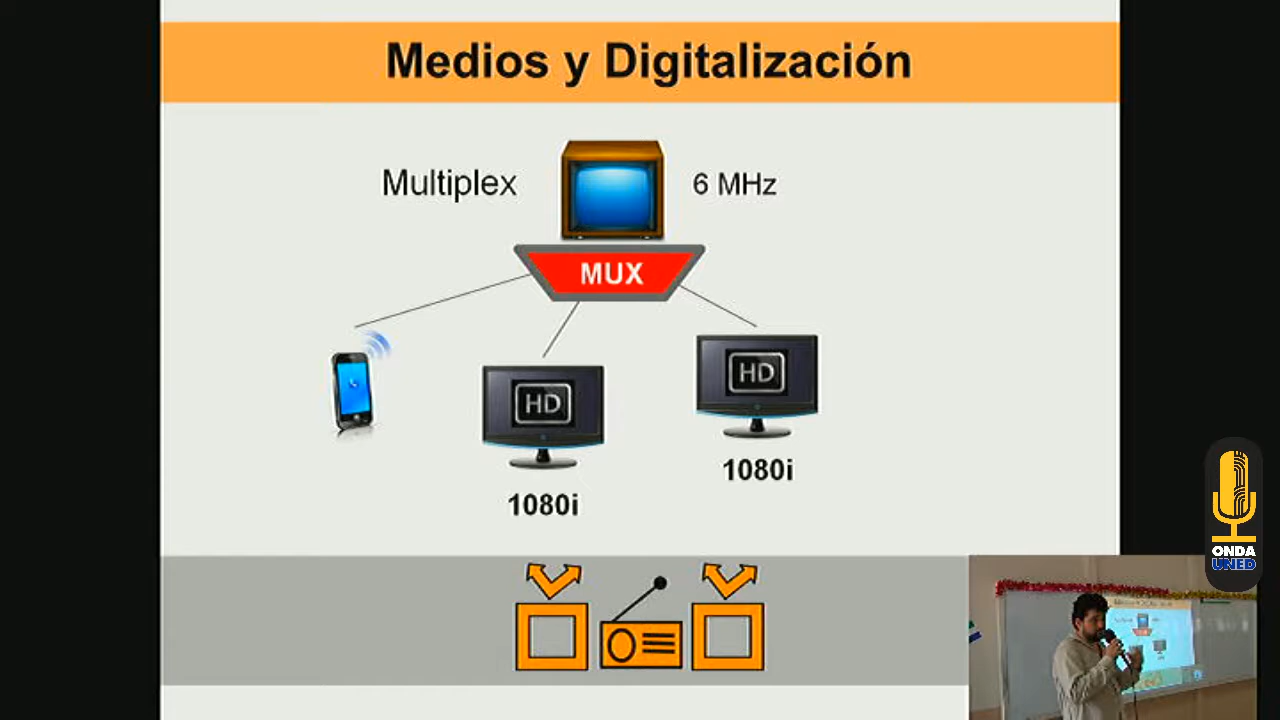 Medios y Digitalización
Multiplex
6 MHz
MUX
HD
HD
1080i
1080i
ONDA
UNED